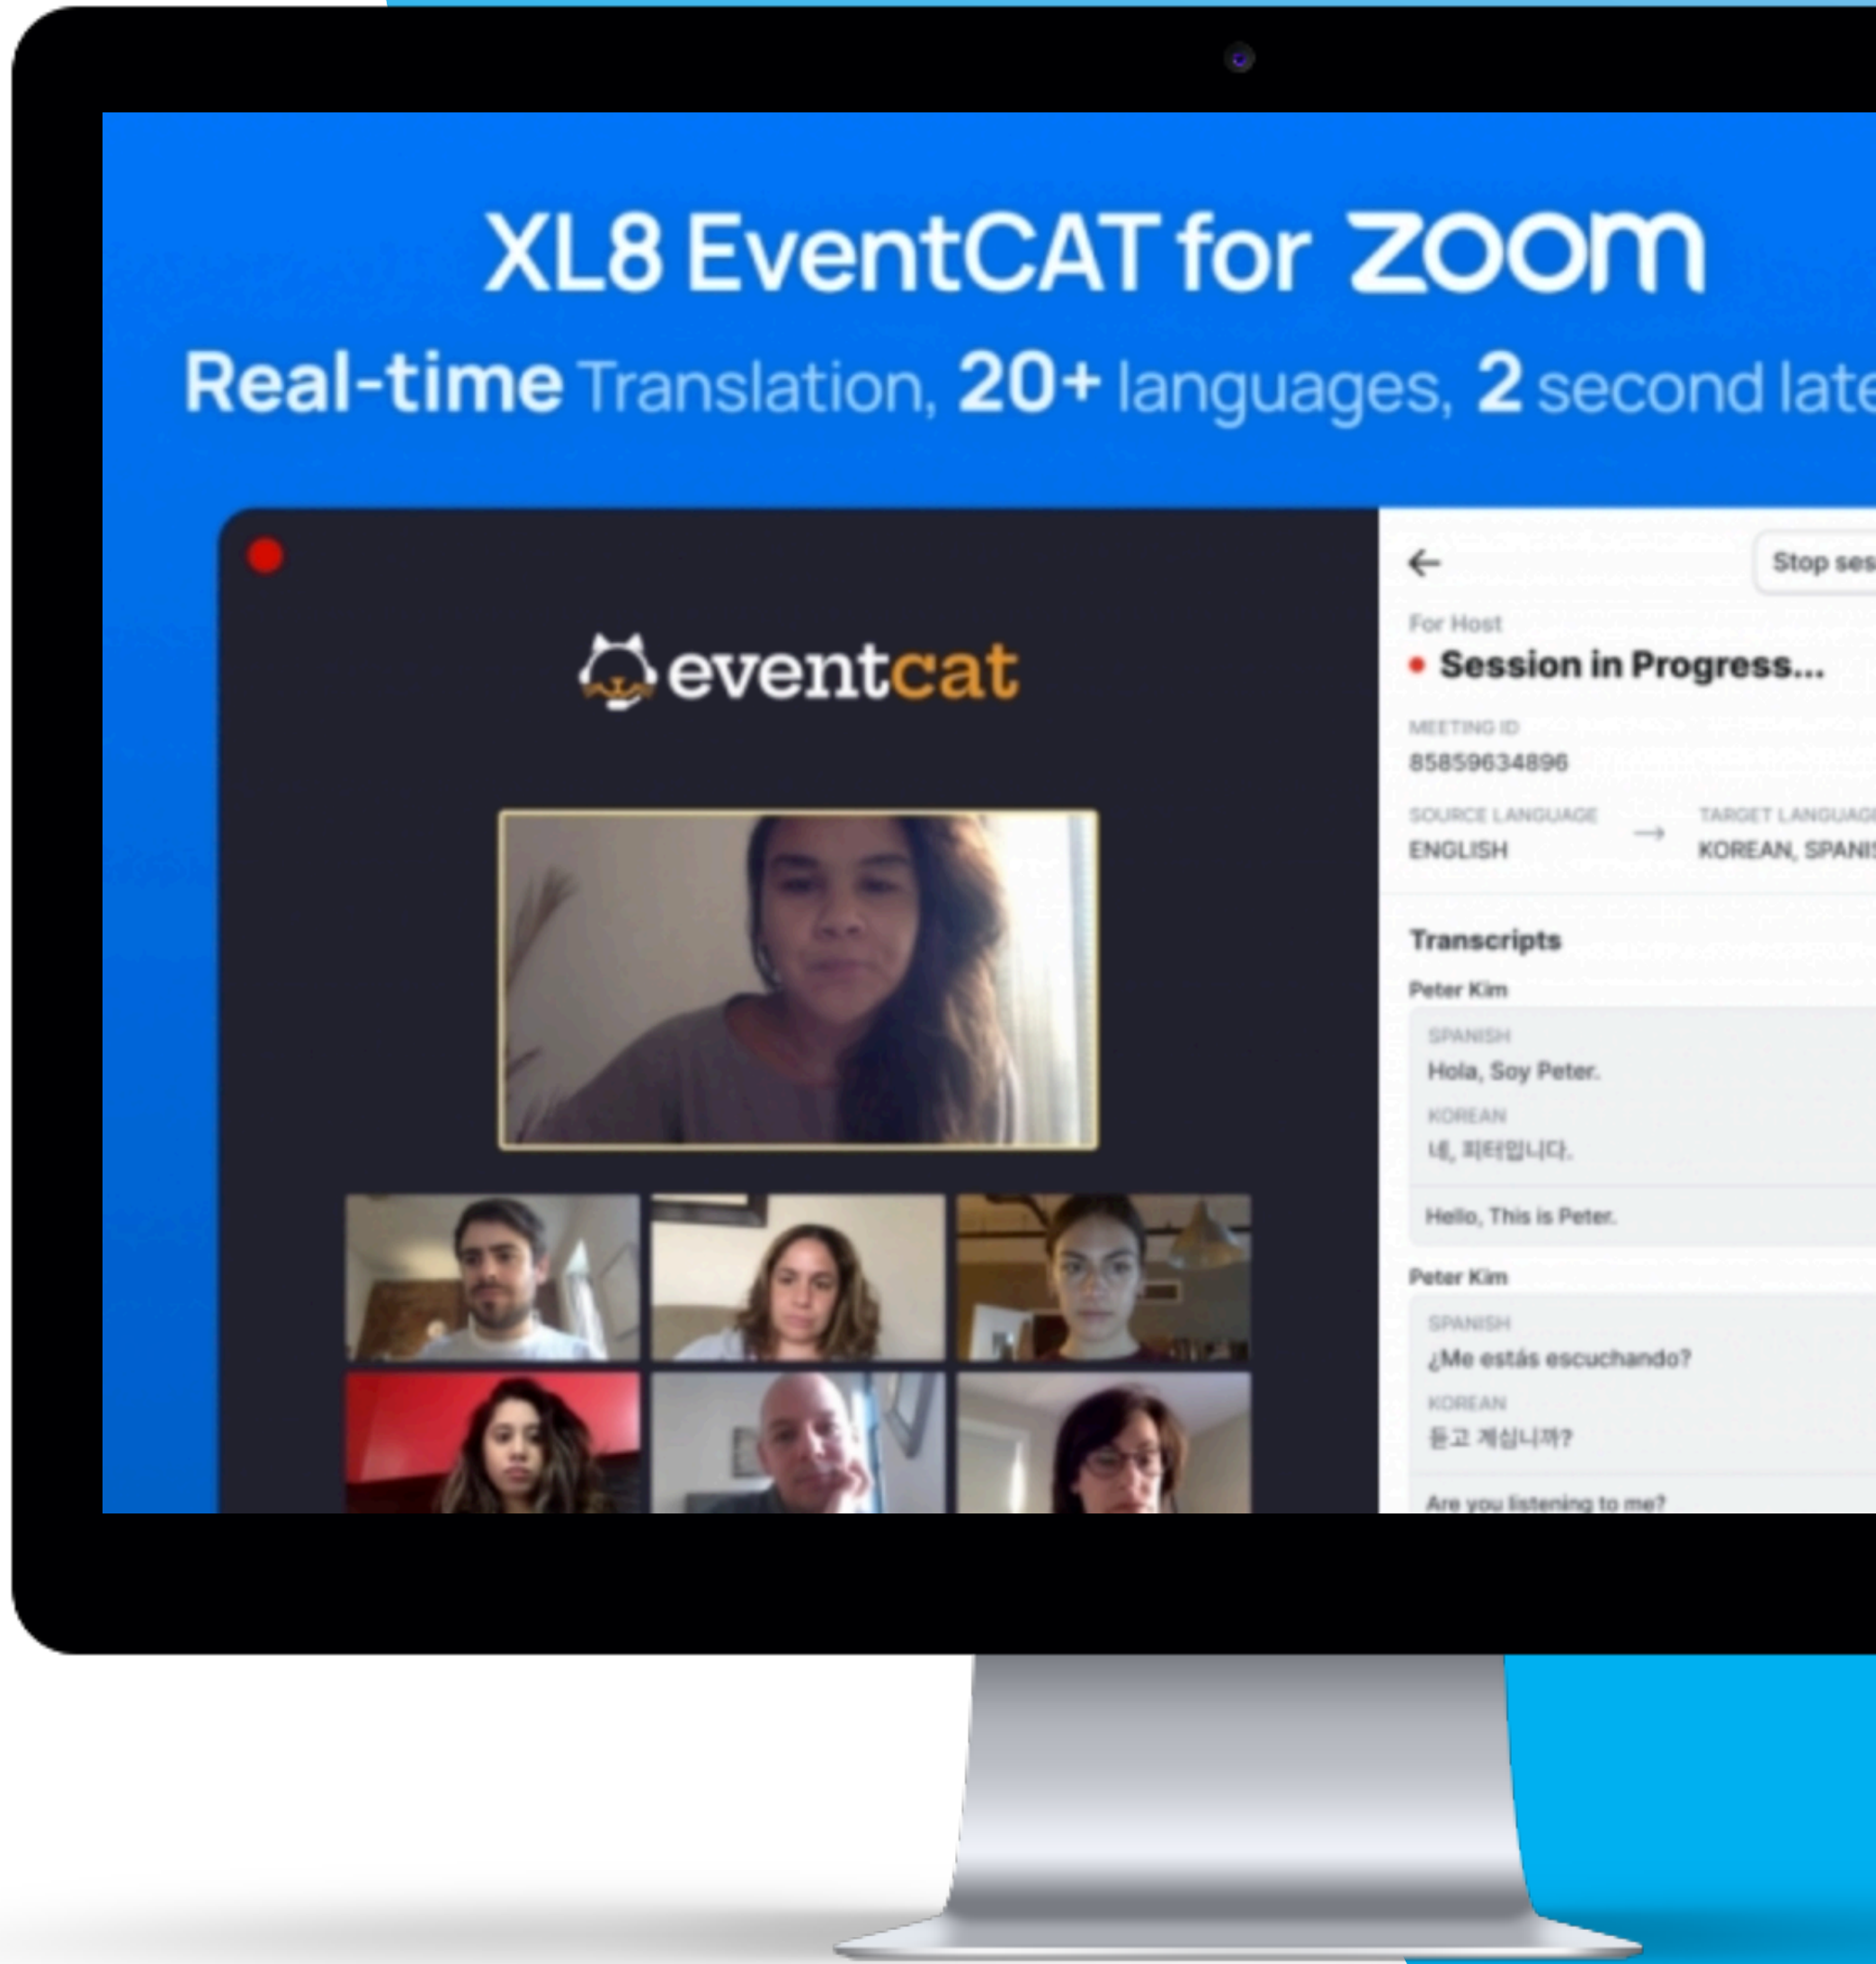 XL8 EventCAT for zoom
Real-time Translation, 20+ languages, 2 second late
eventcat
Stop ses
For Host
Session in Progress...
MEETING ID
85859634896
SOURCE LANGUAGE → TARGET LANGUAGE
ENGLISH KOREAN, SPANIS
Transcripts
Peter Kim
SPANISH
Hola, Soy Peter.
KOREAN
네, 피터입니다.
Hello, This is Peter.
Peter Kim
SPANISH
¿Me estás escuchando?
KOREAN
듣고 계십니까?
Are you listening to me?